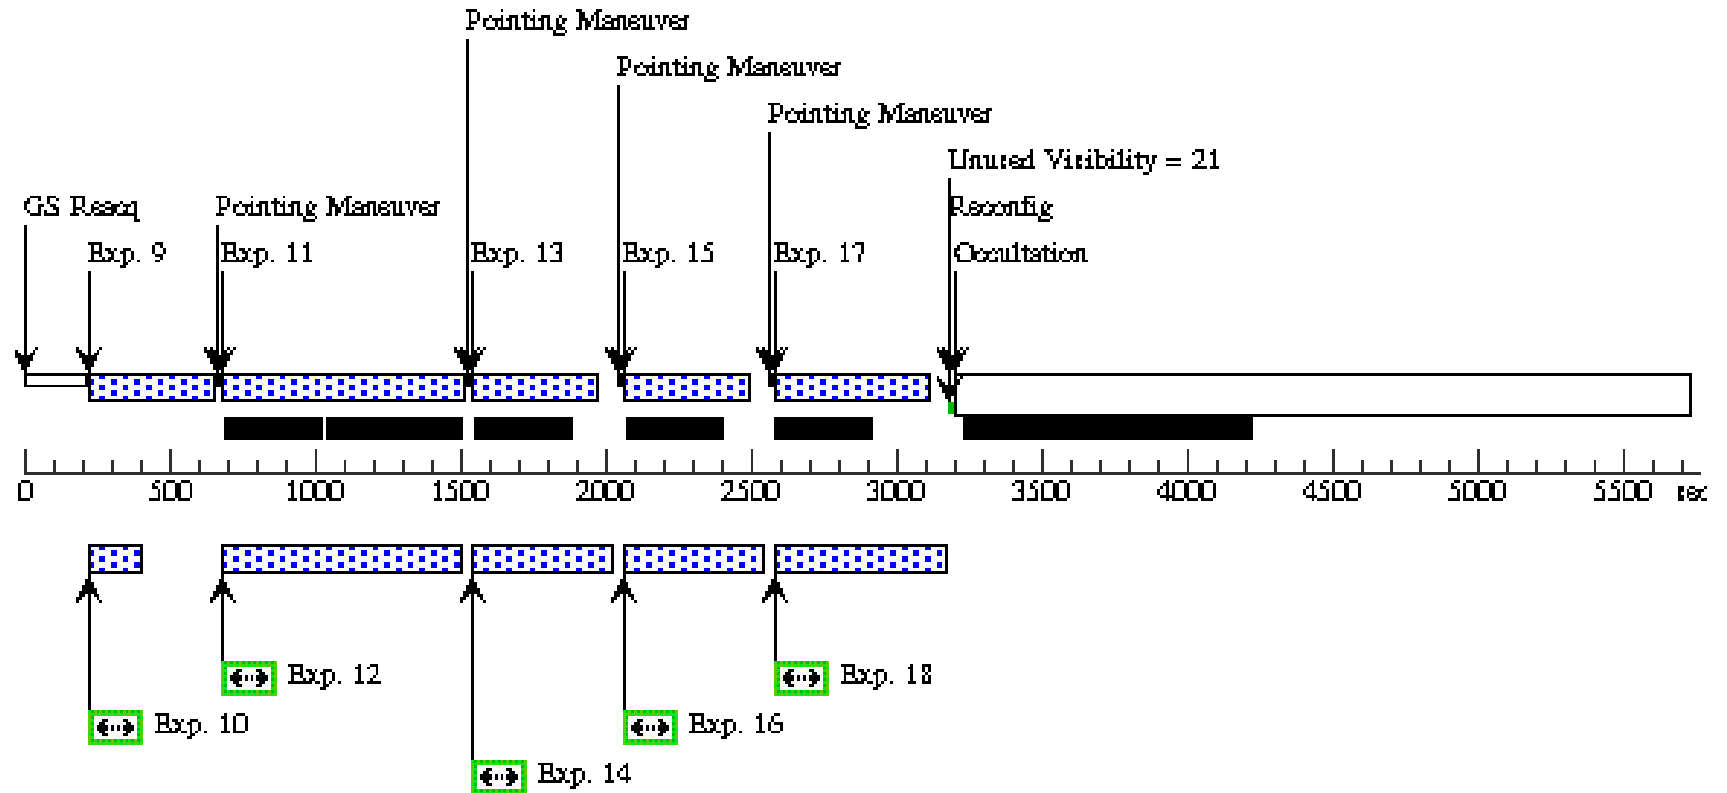 Pointing Maneuver
Pointing Maneuver
Pointing Maneuver
Unused Visibility = 21
GS Reacq Pointing Maneuver Reconfig
Exp. 9 Exp. 11 Exp. 13 Exp. 15 Exp. 17 Occultation
0 500 1000 1500 2000 2500 3000 3500 4000 4500 5000 5500 sec
Exp. 12 Exp. 18
Exp. 10 Exp. 16
Exp. 14